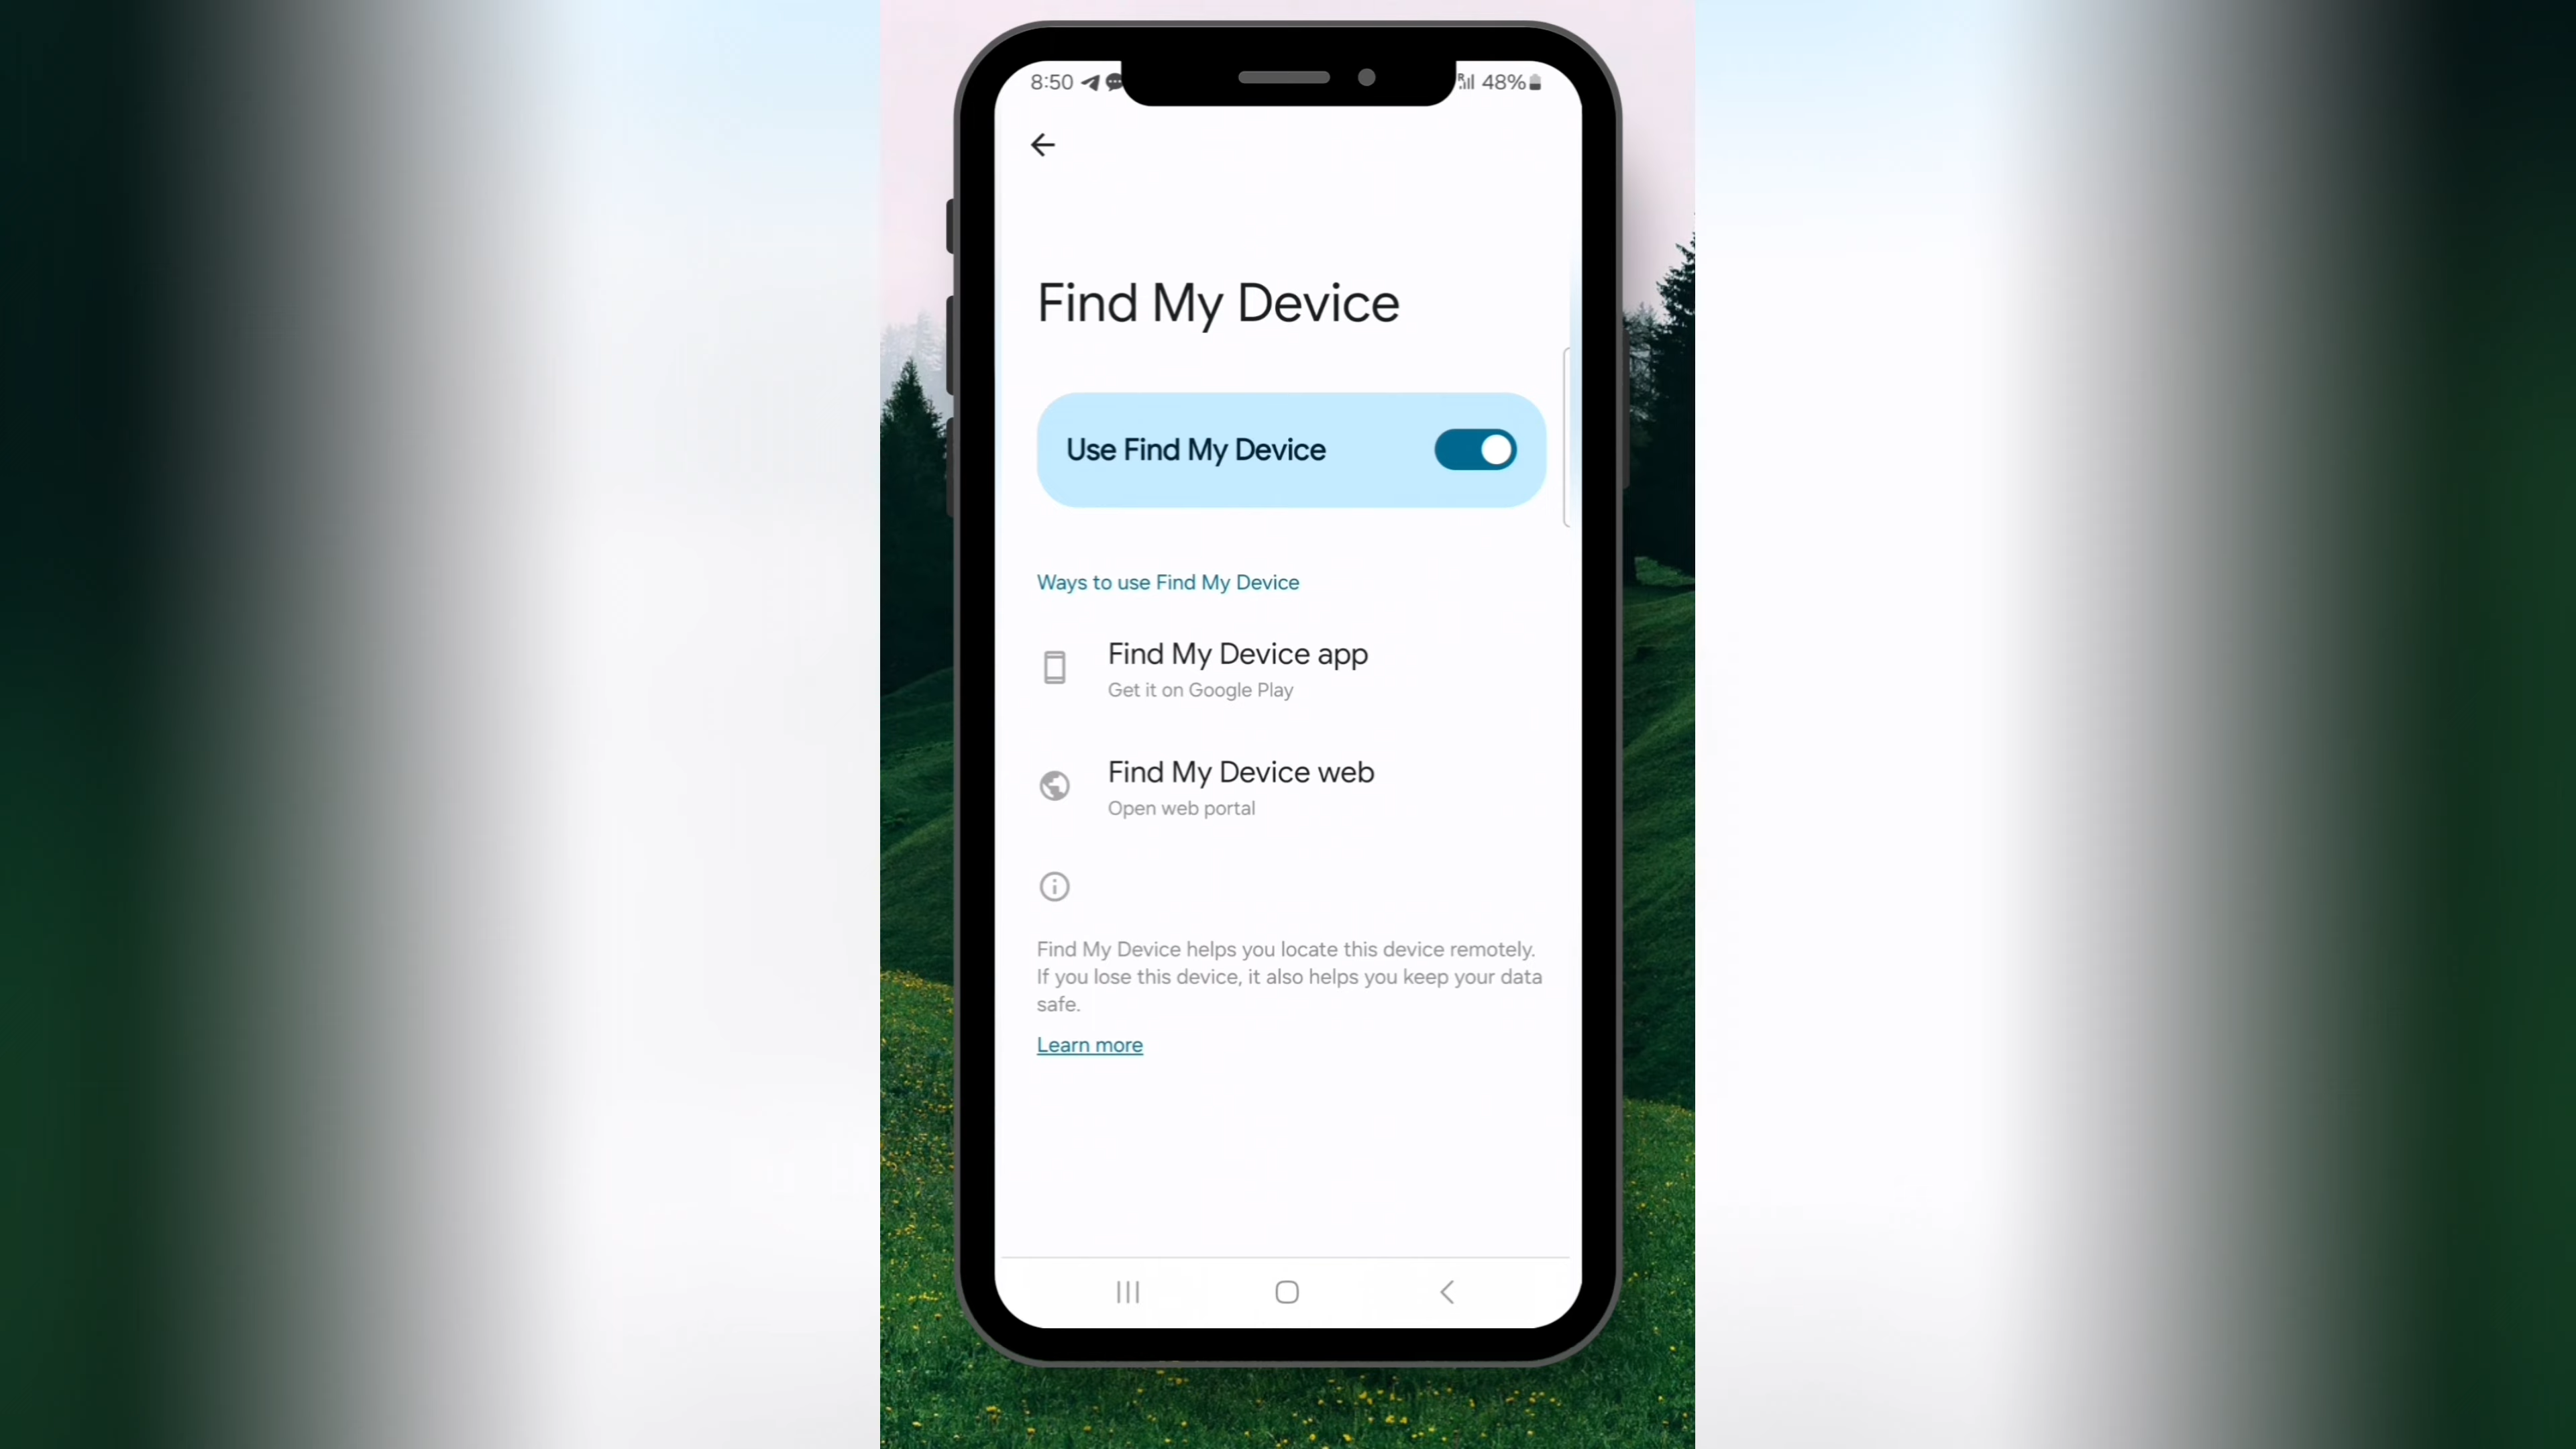 8:50
48%
Find My Device
Use Find My Device
Ways to use Find My Device
Find My Device app
Get it on Google Play
Find My Device web
Open web portal
Find My Device helps you locate this device remotely.
If you lose this device, it also helps you keep your data
safe.
Learn more